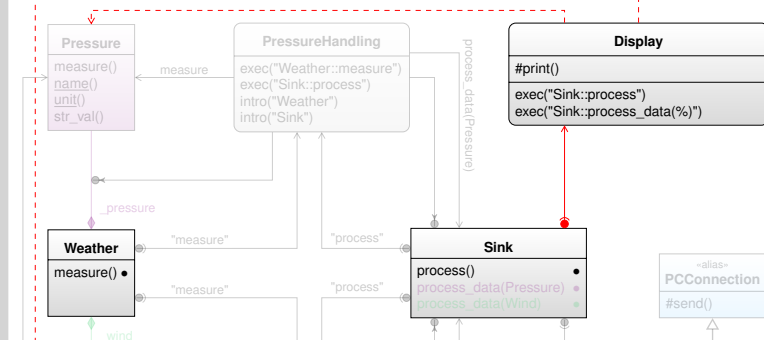 Pressure
measure()
name()
unit()
str_val()
measure
PressureHandling
exec("Weather::measure")
exec("Sink::process")
intro("Weather")
intro("Sink")
process_data(Pressure)
Display
#print()
exec("Sink::process")
exec("Sink::process_data(%)")
_pressure
Weather
measure()
"measure"
"measure"
"process"
"process"
Sink
process()
process_data(Pressure)
process_data(Wind)
«alias»
PCConnection
#send()
_wind